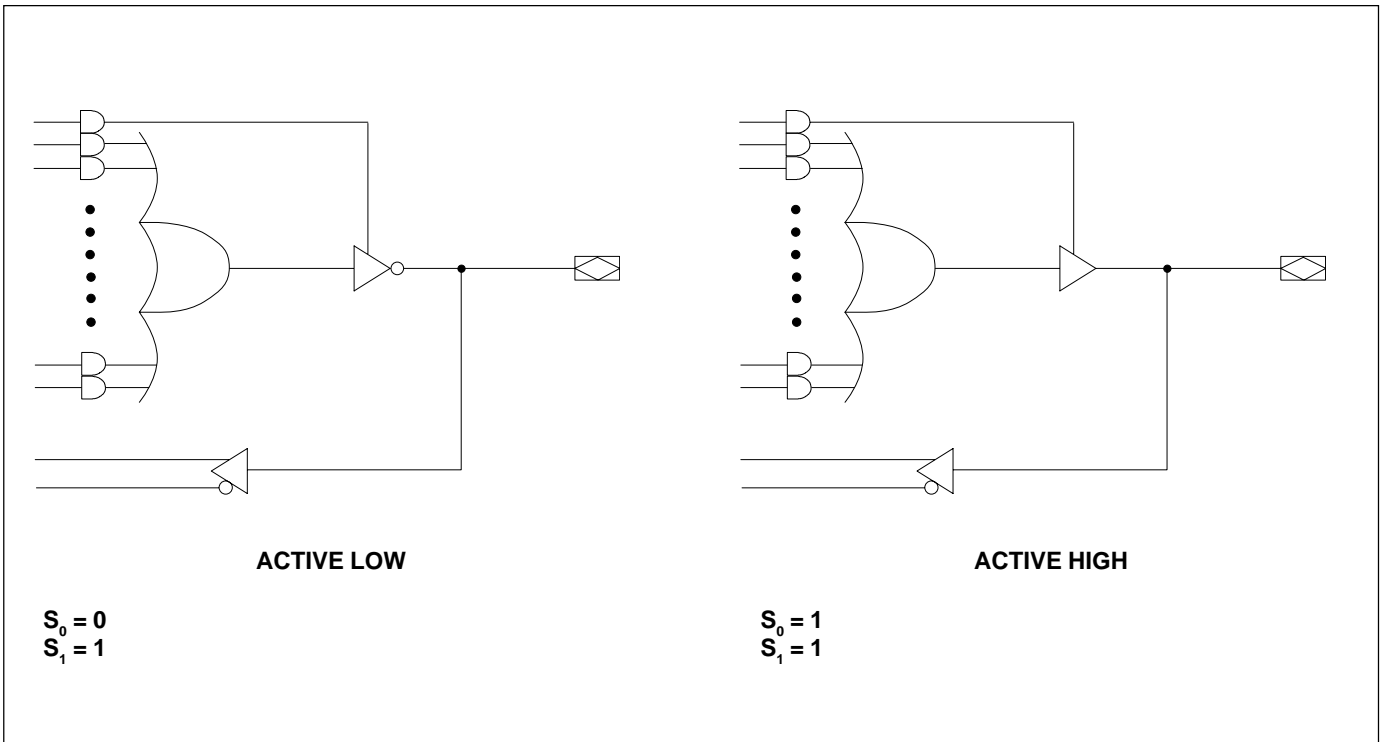 ACTIVE LOW
ACTIVE HIGH
S₀ = 0
S₁ = 1
S₀ = 1
S₁ = 1